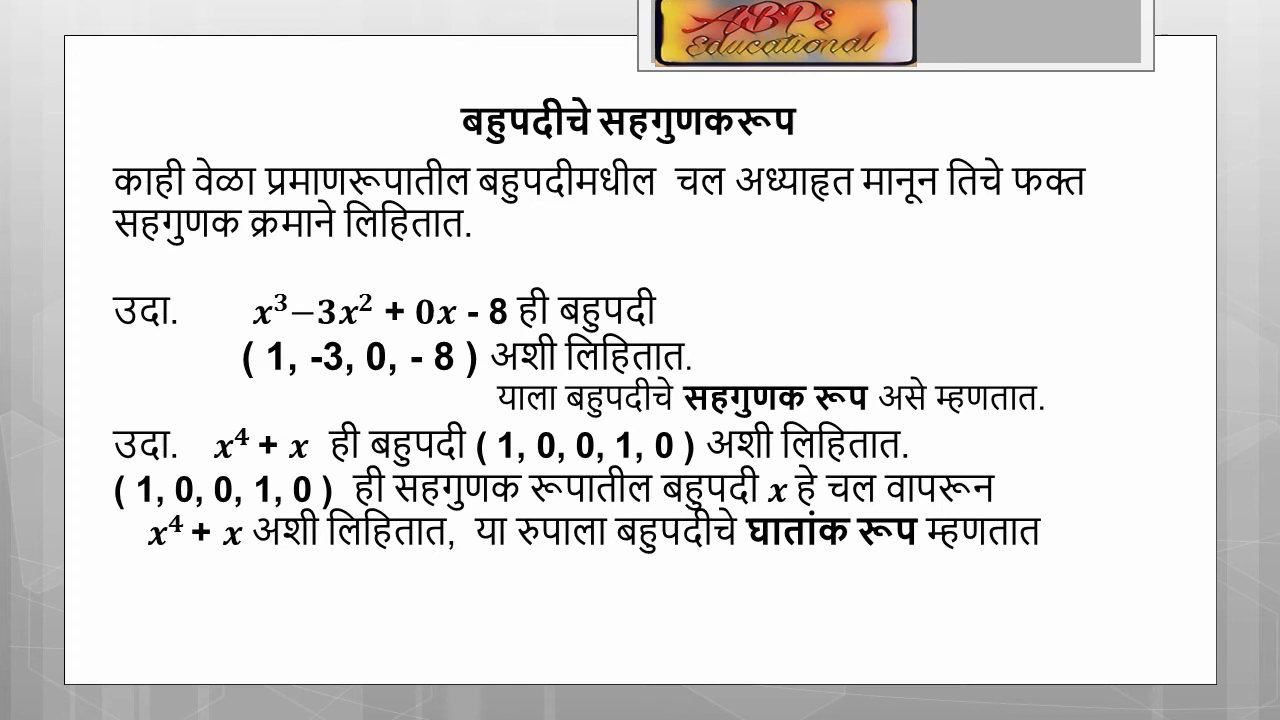 ABPs
Educational
बहुपदीचे सहगुणकरूप
काही वेळा प्रमाणरूपातील बहुपदीमधील चल अध्याहृत मानून तिचे फक्त
सहगुणक क्रमाने लिहितात.
उदा. x³−3x² + 0x - 8 ही बहुपदी
( 1, -3, 0, - 8 ) अशी लिहितात.
याला बहुपदीचे सहगुणक रूप असे म्हणतात.
उदा. x⁴ + x ही बहुपदी ( 1, 0, 0, 1, 0 ) अशी लिहितात.
( 1, 0, 0, 1, 0 ) ही सहगुणक रूपातील बहुपदी x हे चल वापरून
x⁴ + x अशी लिहितात, या रुपाला बहुपदीचे घातांक रूप म्हणतात